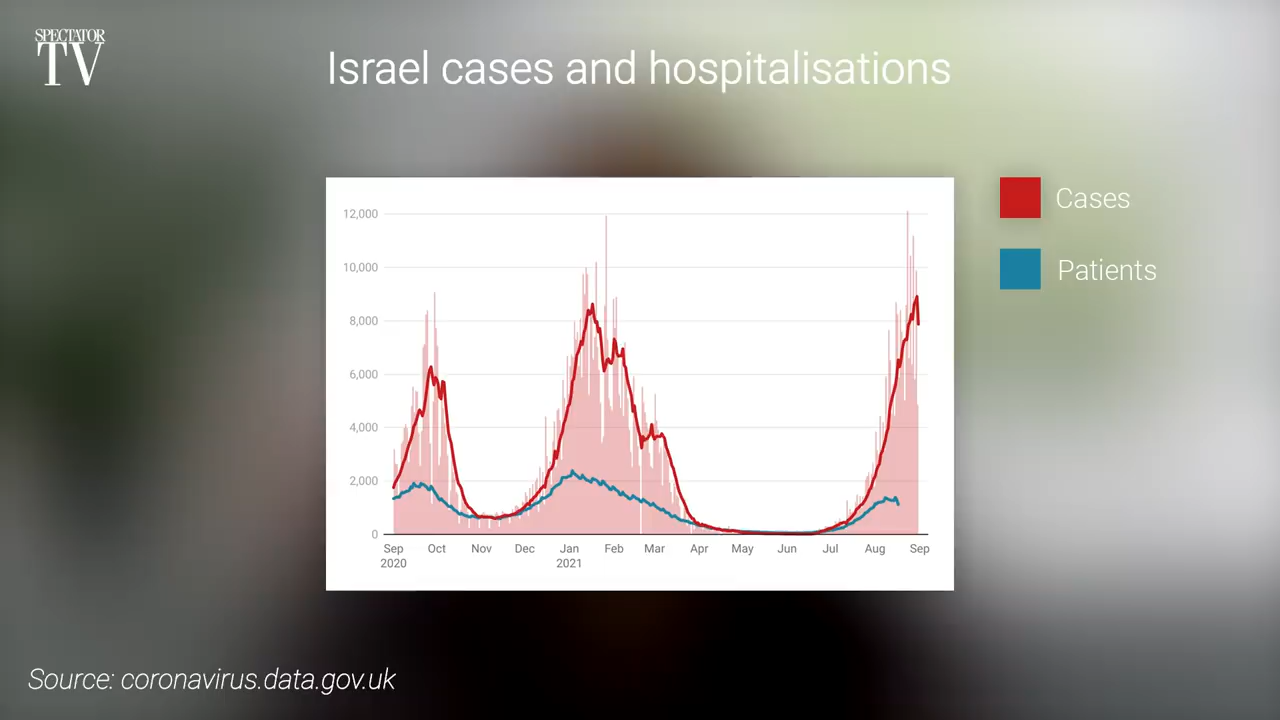 SPECTATOR
TV
Israel cases and hospitalisations
Cases
Patients
12,000
10,000
8,000
6,000
4,000
2,000
0
Sep Oct Nov Dec Jan Feb Mar Apr May Jun Jul Aug Sep
2020 2021
Source: coronavirus.data.gov.uk